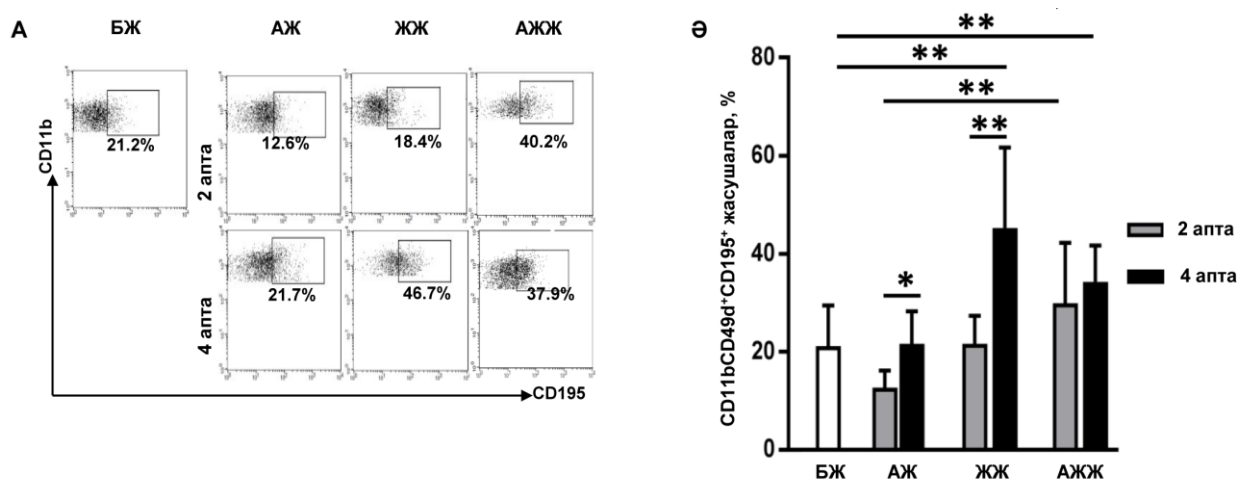 А
БЖ АЖ ЖЖ АЖЖ
CD11b
2 апта
21.2% 12.6% 18.4% 40.2%
4 апта
21.7% 46.7% 37.9%
CD195
Ә
CD11bCD49d⁺CD195⁺ жасушалар, %
80
60
40
20
0
**
**
**
**
*
БЖ АЖ ЖЖ АЖЖ
2 апта
4 апта